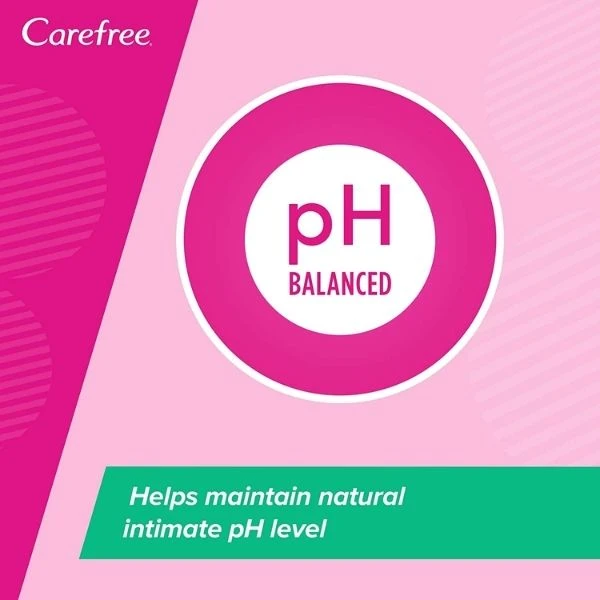 Carefree®
pH
BALANCED
Helps maintain natural
intimate pH level